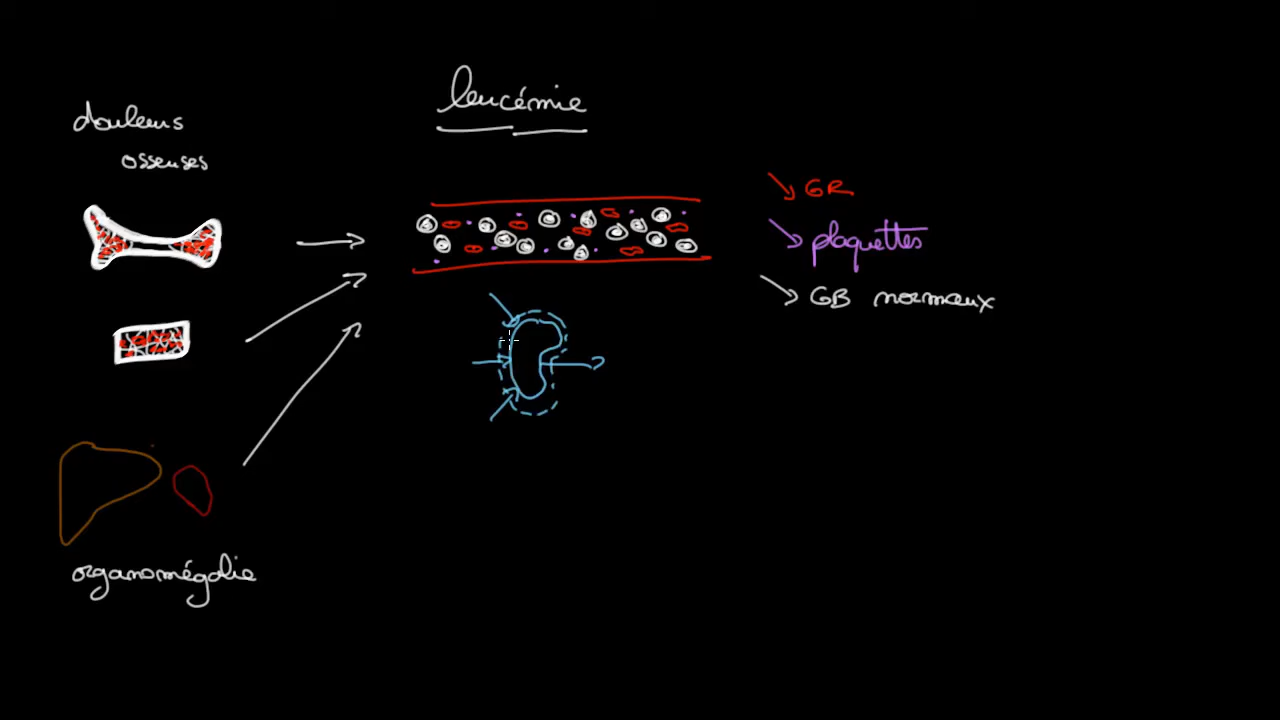 leucémie
douleurs
osseuses
↘ GR
↘ plaquettes
↘ GB normaux
organomégalie